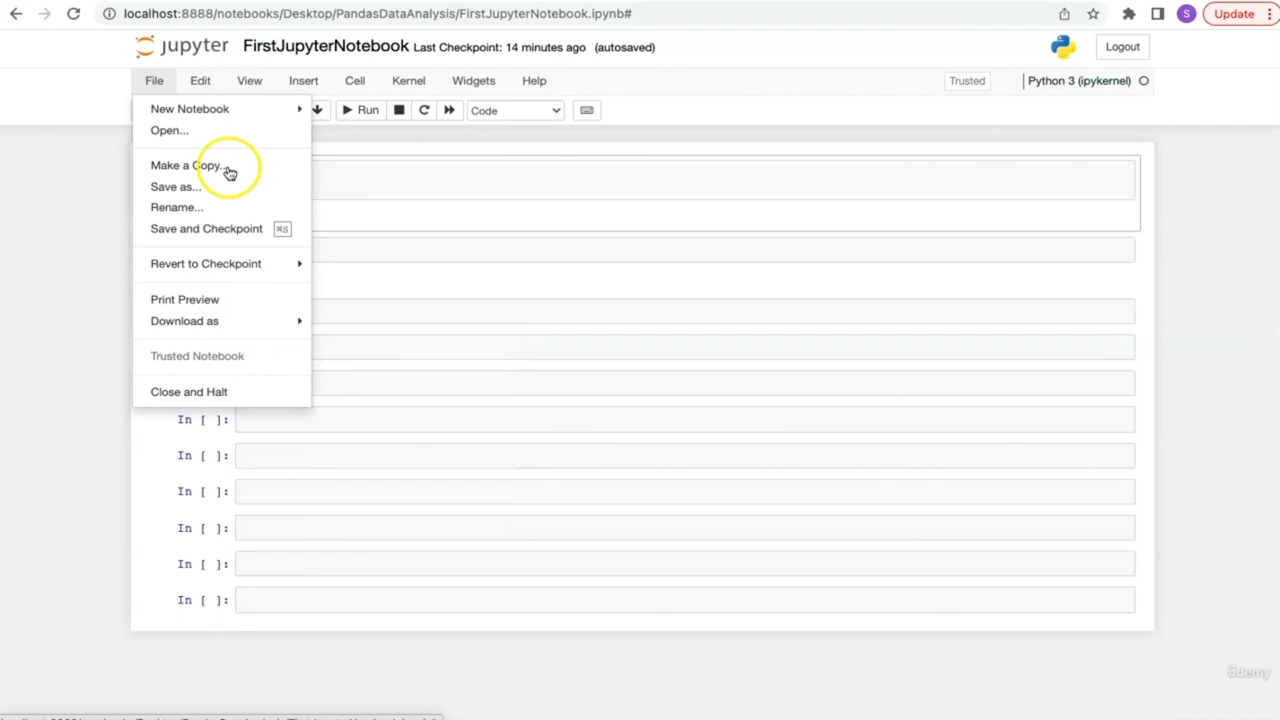 localhost:8888/notebooks/Desktop/PandasDataAnalysis/FirstJupyterNotebook.ipynb#
S
Update
jupyter FirstJupyterNotebook Last Checkpoint: 14 minutes ago (autosaved)
Logout
File Edit View Insert Cell Kernel Widgets Help
Trusted
Python 3 (ipykernel)
Run
Code
New Notebook
Open...
Make a Copy...
Save as...
Rename...
Save and Checkpoint ⌘S
Revert to Checkpoint
Print Preview
Download as
Trusted Notebook
Close and Halt
In [ ]:
In [ ]:
In [ ]:
In [ ]:
In [ ]:
In [ ]:
ûdemy